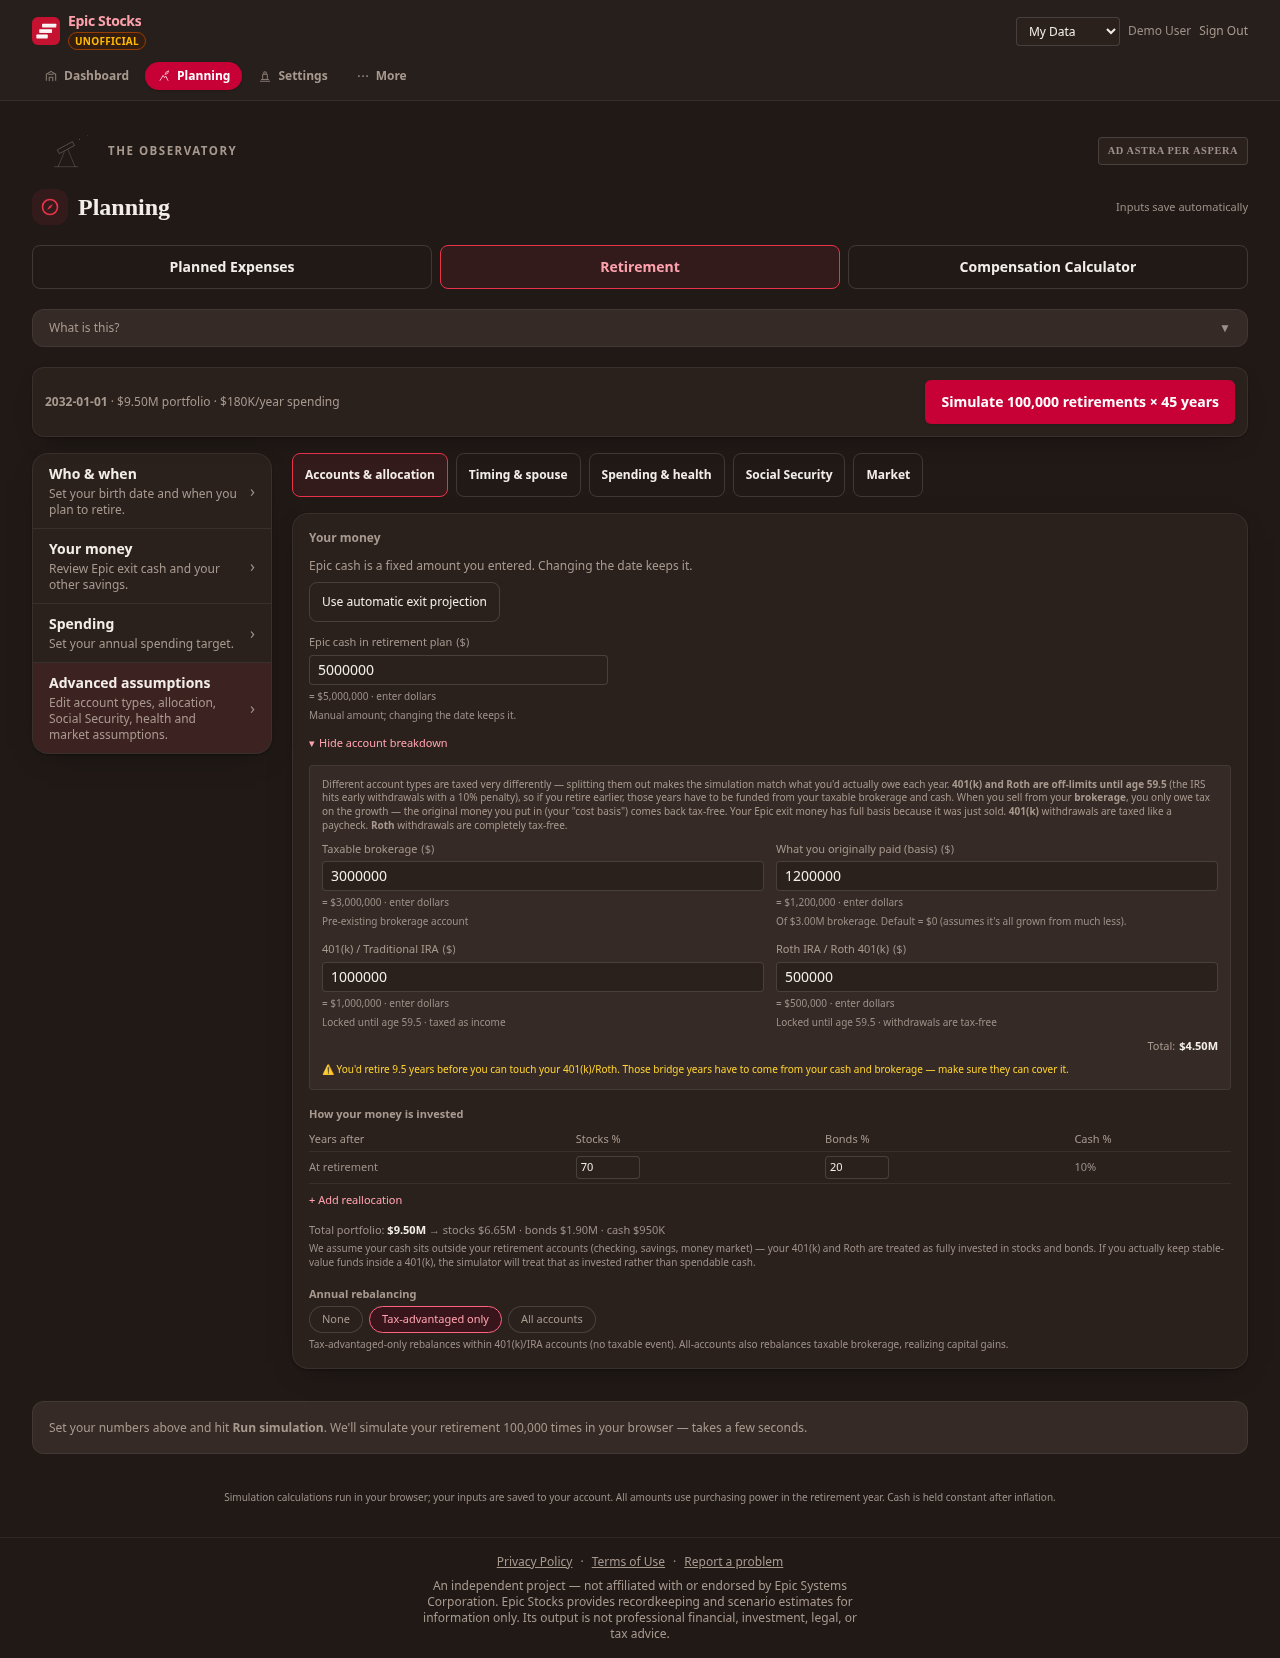 Epic Stocks
UNOFFICIAL
My Data
Demo User
Sign Out
Dashboard
Planning
Settings
··· More
THE OBSERVATORY
AD ASTRA PER ASPERA
Planning
Inputs save automatically
Planned Expenses
Retirement
Compensation Calculator
What is this?
2032-01-01 · $9.50M portfolio · $180K/year spending
Simulate 100,000 retirements × 45 years
Who & when
Set your birth date and when you
plan to retire.
Your money
Review Epic exit cash and your
other savings.
Spending
Set your annual spending target.
Advanced assumptions
Edit account types, allocation,
Social Security, health and
market assumptions.
Accounts & allocation
Timing & spouse
Spending & health
Social Security
Market
Your money
Epic cash is a fixed amount you entered. Changing the date keeps it.
Use automatic exit projection
Epic cash in retirement plan ($)
5000000
= $5,000,000 · enter dollars
Manual amount; changing the date keeps it.
▾ Hide account breakdown
Different account types are taxed very differently — splitting them out makes the simulation match what you'd actually owe each year. 401(k) and Roth are off-limits until age 59.5 (the IRS
hits early withdrawals with a 10% penalty), so if you retire earlier, those years have to be funded from your taxable brokerage and cash. When you sell from your brokerage, you only owe tax
on the growth — the original money you put in (your "cost basis") comes back tax-free. Your Epic exit money has full basis because it was just sold. 401(k) withdrawals are taxed like a
paycheck. Roth withdrawals are completely tax-free.
Taxable brokerage ($)
What you originally paid (basis) ($)
3000000
1200000
= $3,000,000 · enter dollars
= $1,200,000 · enter dollars
Pre-existing brokerage account
Of $3.00M brokerage. Default = $0 (assumes it's all grown from much less).
401(k) / Traditional IRA ($)
Roth IRA / Roth 401(k) ($)
1000000
500000
= $1,000,000 · enter dollars
= $500,000 · enter dollars
Locked until age 59.5 · taxed as income
Locked until age 59.5 · withdrawals are tax-free
Total: $4.50M
⚠️ You'd retire 9.5 years before you can touch your 401(k)/Roth. Those bridge years have to come from your cash and brokerage — make sure they can cover it.
How your money is invested
Years after
Stocks %
Bonds %
Cash %
At retirement
70
20
10%
+ Add reallocation
Total portfolio: $9.50M → stocks $6.65M · bonds $1.90M · cash $950K
We assume your cash sits outside your retirement accounts (checking, savings, money market) — your 401(k) and Roth are treated as fully invested in stocks and bonds. If you actually keep stable-
value funds inside a 401(k), the simulator will treat that as invested rather than spendable cash.
Annual rebalancing
None
Tax-advantaged only
All accounts
Tax-advantaged-only rebalances within 401(k)/IRA accounts (no taxable event). All-accounts also rebalances taxable brokerage, realizing capital gains.
Set your numbers above and hit Run simulation. We'll simulate your retirement 100,000 times in your browser — takes a few seconds.
Simulation calculations run in your browser; your inputs are saved to your account. All amounts use purchasing power in the retirement year. Cash is held constant after inflation.
Privacy Policy · Terms of Use · Report a problem
An independent project — not affiliated with or endorsed by Epic Systems
Corporation. Epic Stocks provides recordkeeping and scenario estimates for
information only. Its output is not professional financial, investment, legal, or
tax advice.